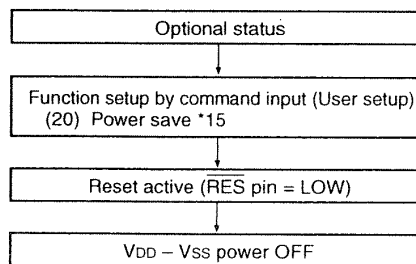 Optional status
Function setup by command input (User setup)
(20) Power save *15
Reset active (RES pin = LOW)
VDD – VSS power OFF